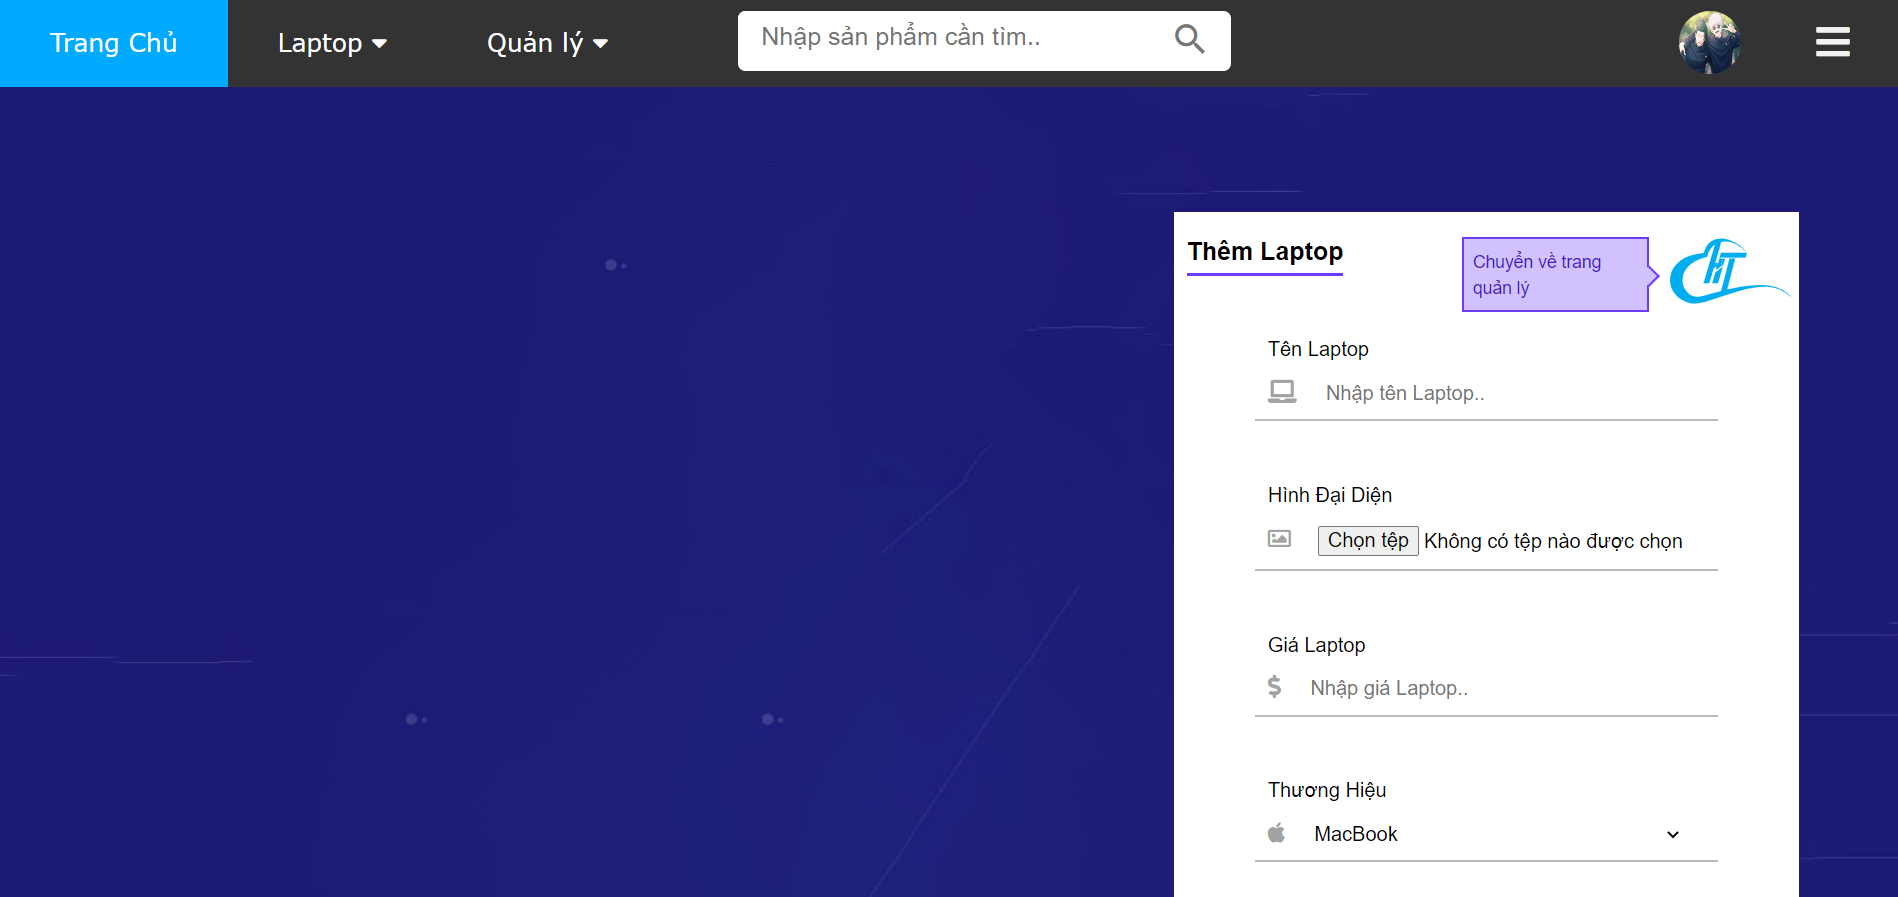 Trang Chủ
Laptop
Quản lý
Nhập sản phẩm cần tìm..
Thêm Laptop
Chuyển về trang
quản lý
CHT
Tên Laptop
Nhập tên Laptop..
Hình Đại Diện
Chọn tệp Không có tệp nào được chọn
Giá Laptop
Nhập giá Laptop..
Thương Hiệu
MacBook